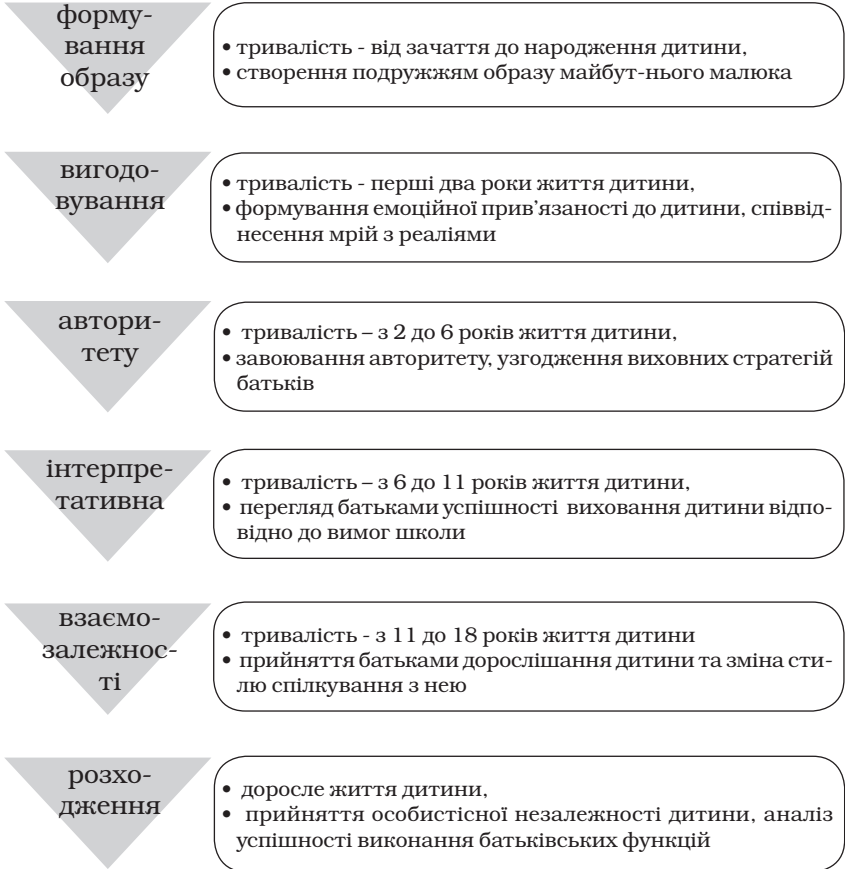 форму-
вання
образу
• тривалість - від зачаття до народження дитини,
• створення подружжям образу майбут-нього малюка
вигодо-
вування
• тривалість - перші два роки життя дитини,
• формування емоційної прив’язаності до дитини, співвід-
несення мрій з реаліями
автори-
тету
• тривалість – з 2 до 6 років життя дитини,
• завоювання авторитету, узгодження виховних стратегій
батьків
інтерпре-
тативна
• тривалість – з 6 до 11 років життя дитини,
• перегляд батьками успішності виховання дитини відпо-
відно до вимог школи
взаємо-
залежнос-
ті
• тривалість - з 11 до 18 років життя дитини
• прийняття батьками дорослішання дитини та зміна сти-
лю спілкування з нею
розхо-
дження
• доросле життя дитини,
• прийняття особистісної незалежності дитини, аналіз
успішності виконання батьківських функцій